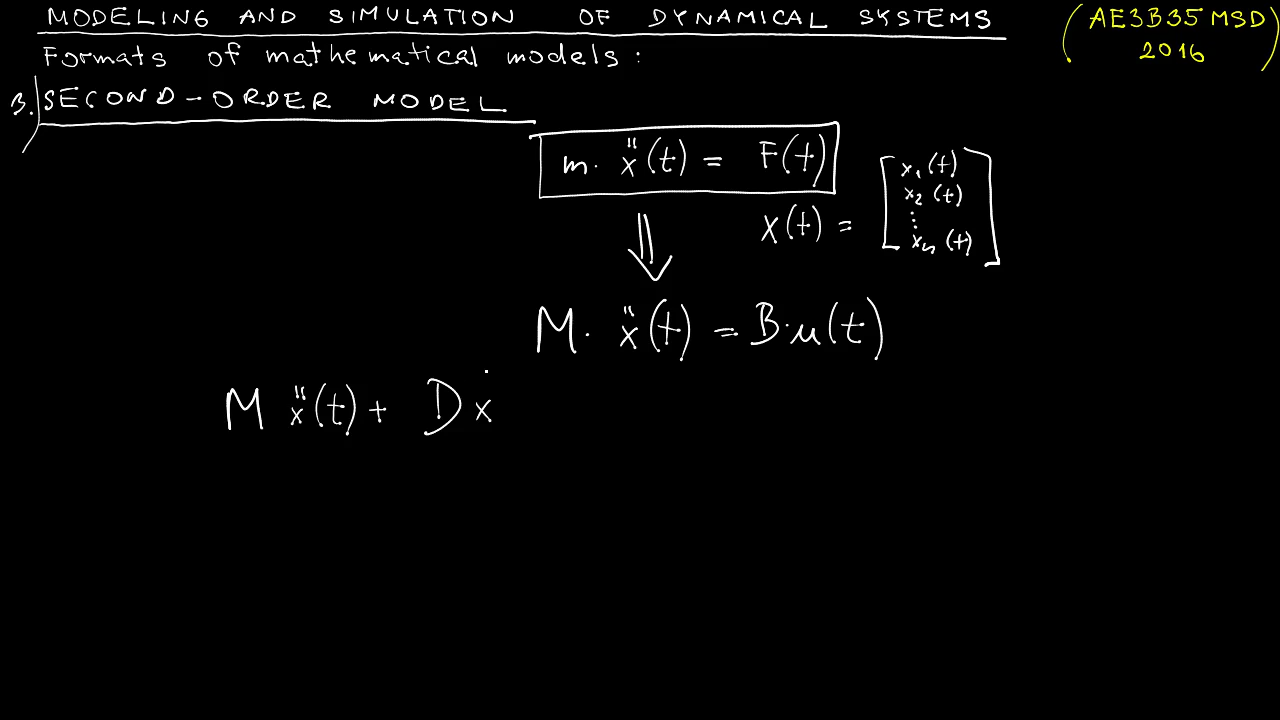 MODELING AND SIMULATION OF DYNAMICAL SYSTEMS
(AE3B35MSD) 2016
Formats of mathematical models:
3. SECOND-ORDER MODEL
m. ẍ(t) = F(t)
x(t) = [x₁(t)
x₂(t)
⋮
xₙ(t)]
⇓
M. ẍ(t) = B.u(t)
M ẍ(t) + D ẋ